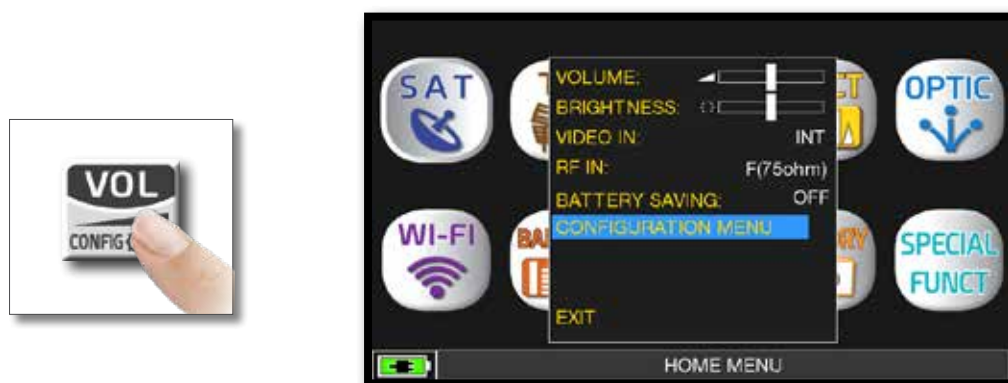 VOL
CONFIG
SAT
OPTIC
VOLUME:
BRIGHTNESS:
VIDEO IN: INT
RF IN: F(75ohm)
BATTERY SAVING: OFF
CONFIGURATION MENU
EXIT
WI-FI
SPECIAL
FUNCT
HOME MENU